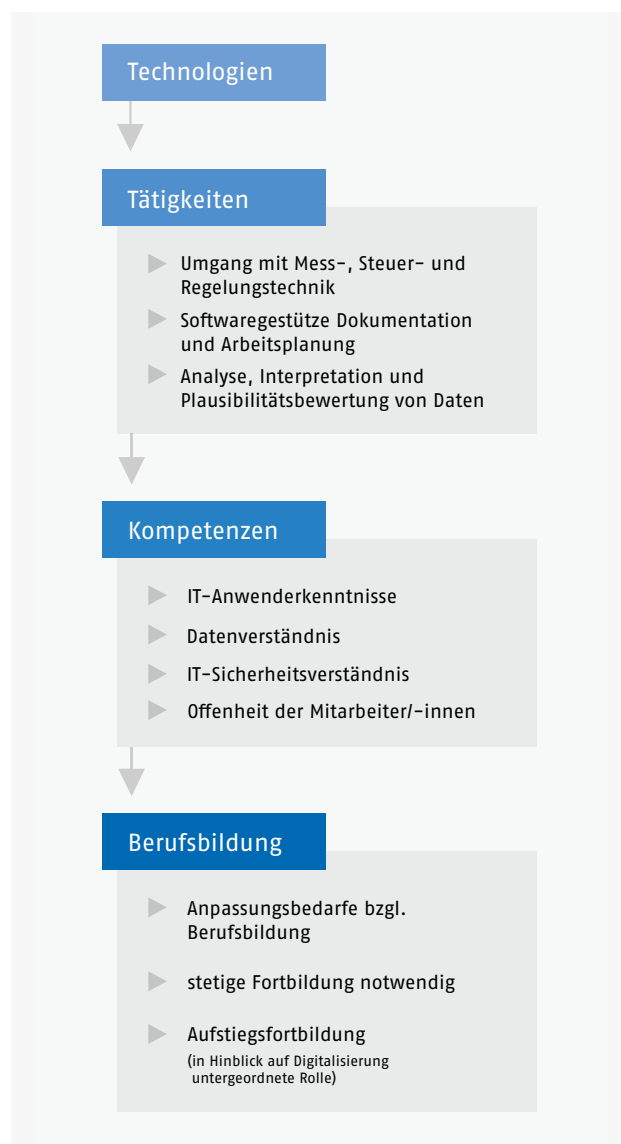 Technologien
Tätigkeiten
Umgang mit Mess-, Steuer- und
Regelungstechnik
Softwaregestütze Dokumentation
und Arbeitsplanung
Analyse, Interpretation und
Plausibilitätsbewertung von Daten
Kompetenzen
IT-Anwenderkenntnisse
Datenverständnis
IT-Sicherheitsverständnis
Offenheit der Mitarbeiter/-innen
Berufsbildung
Anpassungsbedarfe bzgl.
Berufsbildung
stetige Fortbildung notwendig
Aufstiegsfortbildung
(in Hinblick auf Digitalisierung
untergeordnete Rolle)